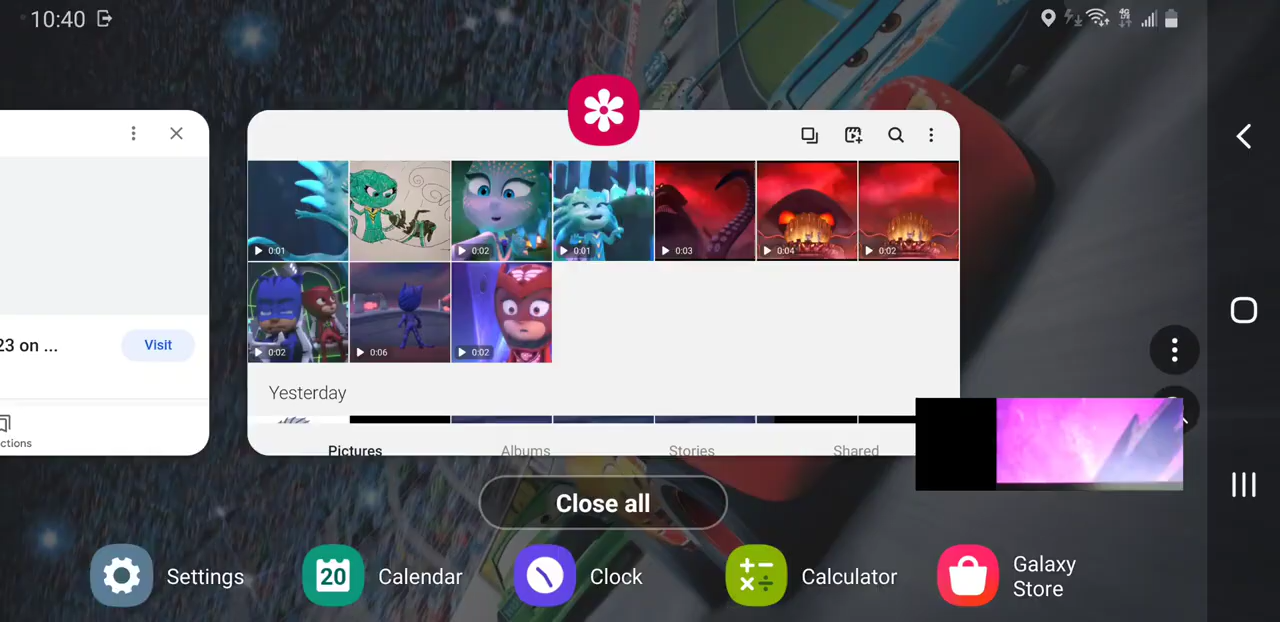 10:40
23 on ...
Visit
ctions
0:01
0:02
0:01
0:03
0:04
0:02
0:02
0:06
0:02
Yesterday
Pictures
Albums
Stories
Shared
Close all
Settings
20
Calendar
Clock
Calculator
Galaxy
Store